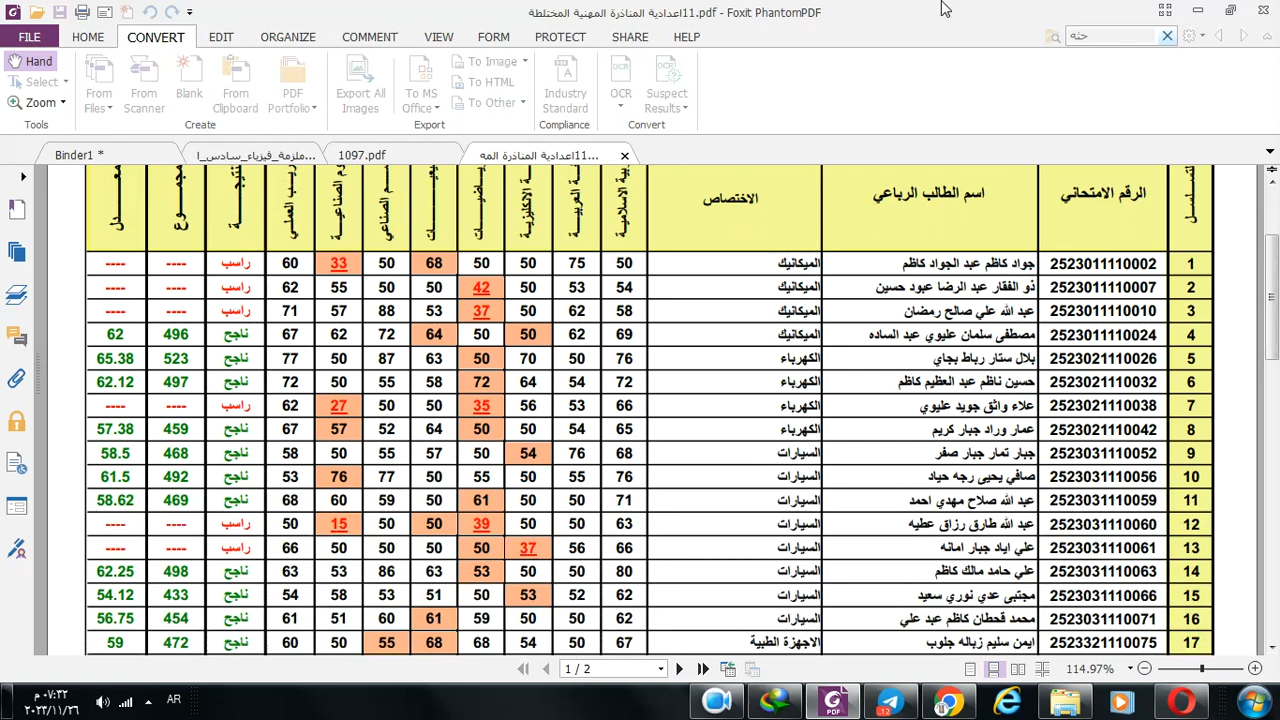 11اعدادية المناذرة المهنية المختلطة.pdf - Foxit PhantomPDF
FILE HOME CONVERT EDIT ORGANIZE COMMENT VIEW FORM PROTECT SHARE HELP حنه
Hand
Select
Zoom
Tools
From Files
From Scanner
Blank
From Clipboard
PDF Portfolio
Create
Export All Images
To MS Office
To Image
To HTML
To Other
Export
Industry Standard
Compliance
OCR
Suspect Results
Convert
Binder1 * ملزمة_فيزياء_سادس_ا... 1097.pdf 11اعدادية المناذرة المه...
الرقم الامتحاني اسم الطالب الرباعي الاختصاص
1 2523011110002 جواد كاظم عبد الجواد كاظم الميكانيك 50 75 50 50 68 50 33 60 راسب ---- ----
2 2523011110007 ذو الفقار عبد الرضا عبود حسين الميكانيك 54 53 50 42 50 50 55 62 راسب ---- ----
3 2523011110010 عبد الله علي صالح رمضان الميكانيك 58 62 50 37 53 88 57 71 راسب ---- ----
4 2523011110024 مصطفى سلمان عليوي عبد الساده الميكانيك 69 62 50 50 64 72 62 67 ناجح 496 62
5 2523021110026 بلال ستار رباط بجاي الكهرباء 76 50 70 50 63 87 50 77 ناجح 523 65.38
6 2523021110032 حسين ناظم عبد العظيم كاظم الكهرباء 72 54 64 72 58 55 50 72 ناجح 497 62.12
7 2523021110038 علاء واثق جويد عليوي الكهرباء 66 53 56 35 50 50 27 62 راسب ---- ----
8 2523021110042 عمار وراد جبار كريم الكهرباء 65 54 50 50 64 52 57 67 ناجح 459 57.38
9 2523031110052 جبار تمار جبار صفر السيارات 68 76 54 50 57 55 50 58 ناجح 468 58.5
10 2523031110056 صافي يحيى رجه حياد السيارات 76 55 50 55 50 77 76 53 ناجح 492 61.5
11 2523031110059 عبد الله صلاح مهدي احمد السيارات 71 50 50 61 50 59 60 68 ناجح 469 58.62
12 2523031110060 عبد الله طارق رزاق عطيه السيارات 63 50 50 39 50 50 15 50 راسب ---- ----
13 2523031110061 علي اياد جبار امانه السيارات 66 56 37 50 50 50 50 66 راسب ---- ----
14 2523031110063 علي حامد مالك كاظم السيارات 80 50 50 53 63 86 53 63 ناجح 498 62.25
15 2523031110066 مجتبى عدي نوري سعيد السيارات 62 52 53 50 51 53 58 54 ناجح 433 54.12
16 2523031110071 محمد قحطان كاظم عبد علي السيارات 62 50 50 59 61 60 51 61 ناجح 454 56.75
17 2523321110075 ايمن سليم زباله جلوب الاجهزة الطبية 67 50 54 68 68 55 50 60 ناجح 472 59
1 / 2 114.97%
AR ٠٧:٣٢ م
٢٠٢٣/١١/٢٦
12